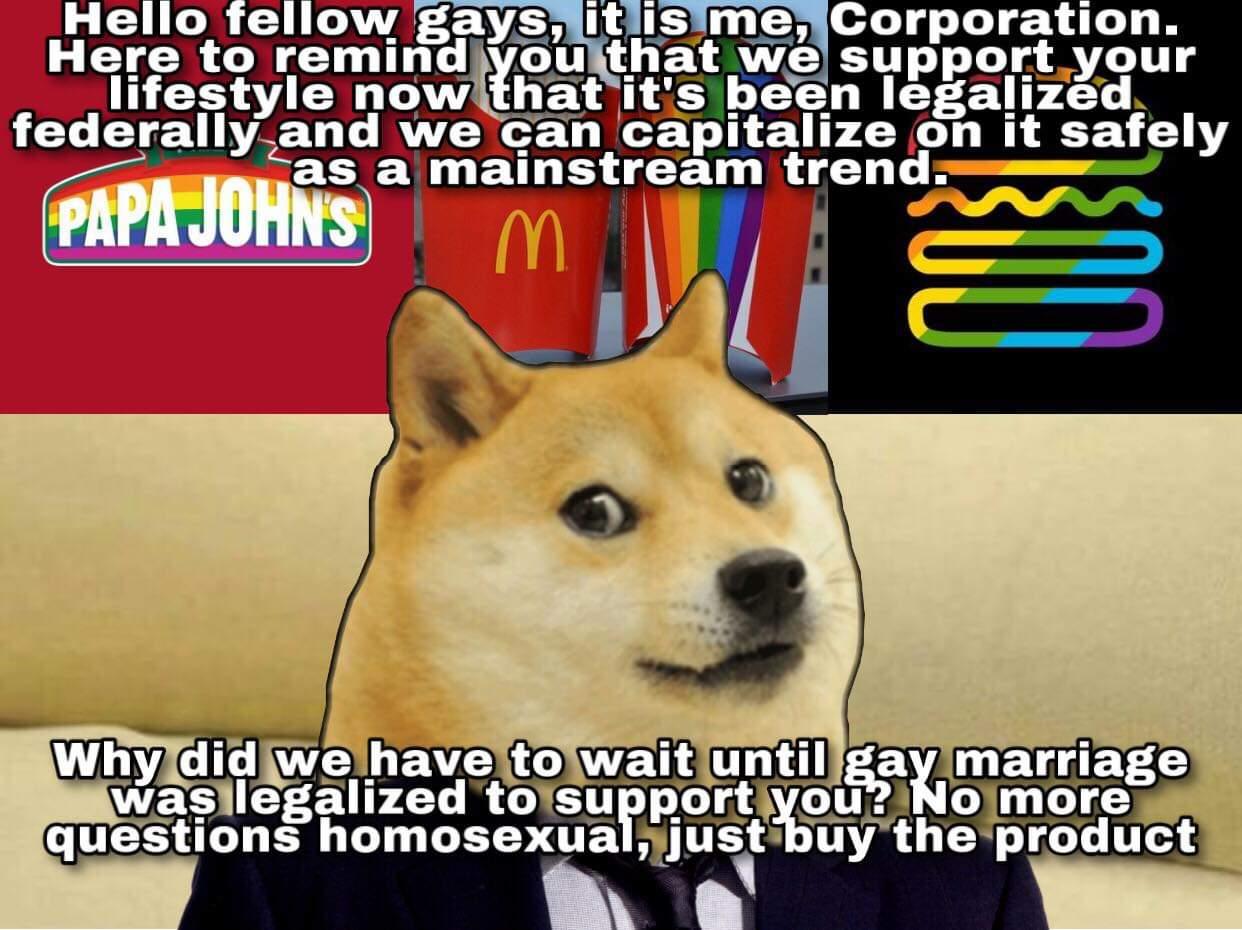 Hello fellow gays, it is me, Corporation.
Here to remind you that we support your
lifestyle now that it's been legalized
federally and we can capitalize on it safely
as a mainstream trend.
PAPA JOHN'S
M
Why did we have to wait until gay marriage
was legalized to support you? No more
questions homosexual, just buy the product